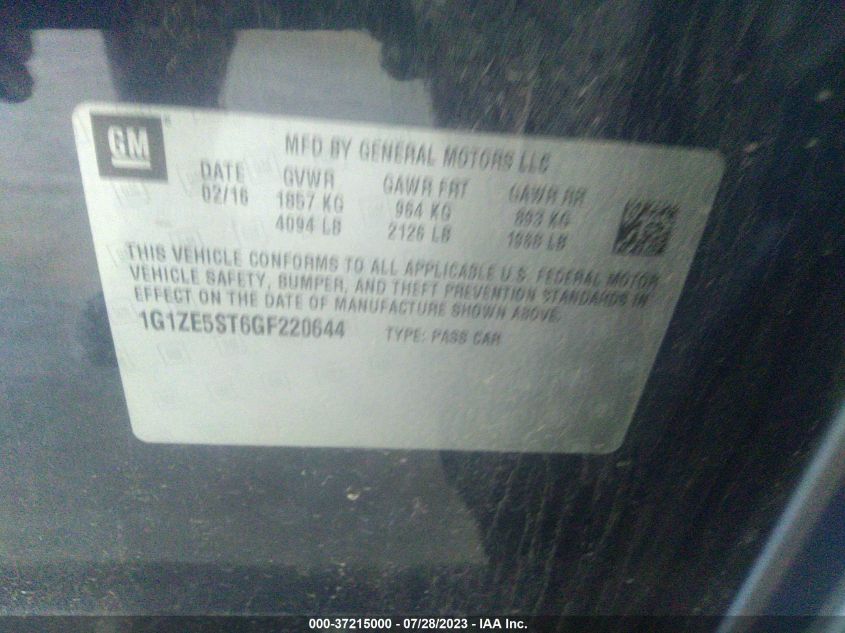 GM
MFD BY GENERAL MOTORS LLC
DATE GVWR GAWR FRT GAWR RR
02/16 1857 KG 964 KG 893 KG
4094 LB 2126 LB 1968 LB
THIS VEHICLE CONFORMS TO ALL APPLICABLE U.S. FEDERAL MOTOR
VEHICLE SAFETY, BUMPER, AND THEFT PREVENTION STANDARDS IN
EFFECT ON THE DATE OF MANUFACTURE SHOWN ABOVE.
1G1ZE5ST6GF220644 TYPE: PASS CAR
000-37215000 - 07/28/2023 - IAA Inc.